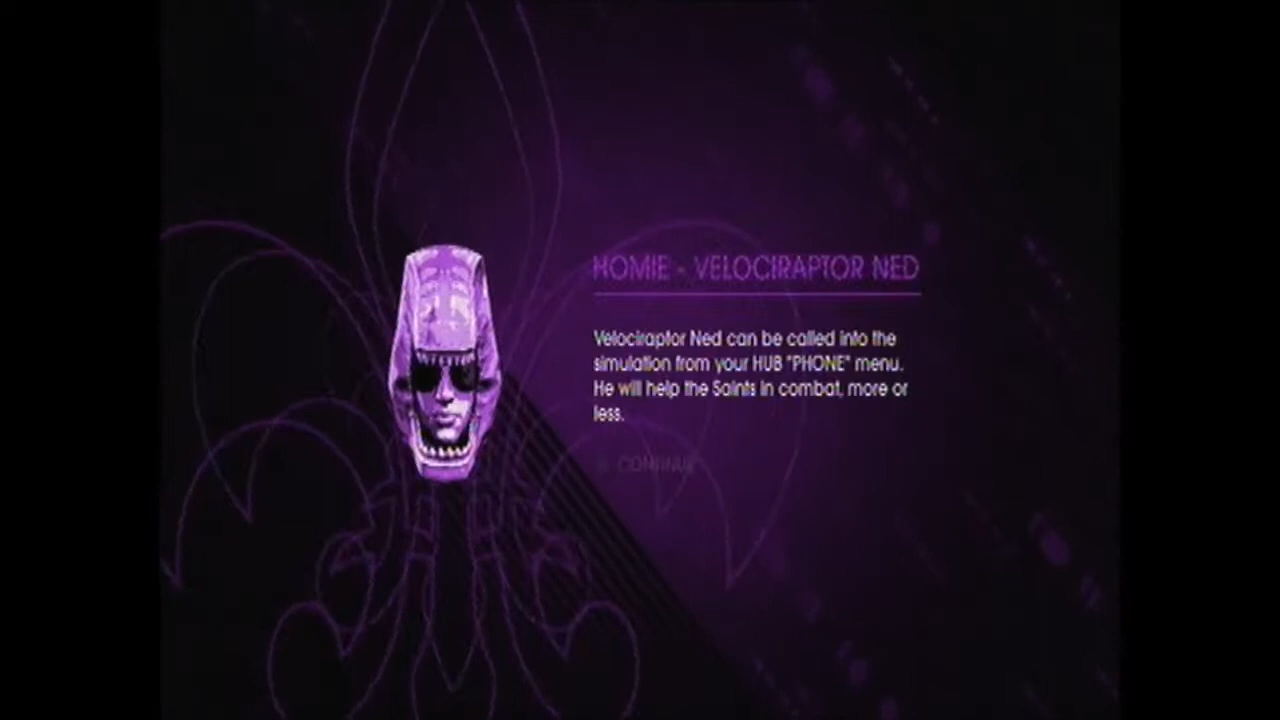 HOMIE - VELOCIRAPTOR NED
Velociraptor Ned can be called into the
simulation from your HUB "PHONE" menu.
He will help the Saints in combat, more or
less.
CONTINUE